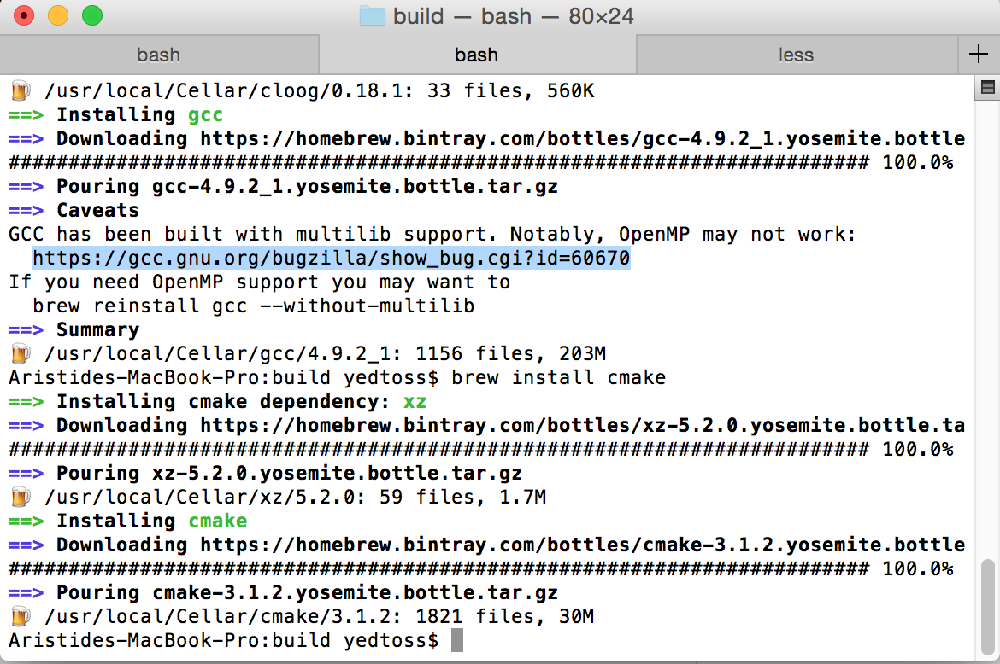 build — bash — 80×24
bash bash less +
🍺 /usr/local/Cellar/cloog/0.18.1: 33 files, 560K
==> Installing gcc
==> Downloading https://homebrew.bintray.com/bottles/gcc-4.9.2_1.yosemite.bottle
######################################################################## 100.0%
==> Pouring gcc-4.9.2_1.yosemite.bottle.tar.gz
==> Caveats
GCC has been built with multilib support. Notably, OpenMP may not work:
  https://gcc.gnu.org/bugzilla/show_bug.cgi?id=60670
If you need OpenMP support you may want to
  brew reinstall gcc --without-multilib
==> Summary
🍺 /usr/local/Cellar/gcc/4.9.2_1: 1156 files, 203M
Aristides-MacBook-Pro:build yedtoss$ brew install cmake
==> Installing cmake dependency: xz
==> Downloading https://homebrew.bintray.com/bottles/xz-5.2.0.yosemite.bottle.ta
######################################################################## 100.0%
==> Pouring xz-5.2.0.yosemite.bottle.tar.gz
🍺 /usr/local/Cellar/xz/5.2.0: 59 files, 1.7M
==> Installing cmake
==> Downloading https://homebrew.bintray.com/bottles/cmake-3.1.2.yosemite.bottle
######################################################################## 100.0%
==> Pouring cmake-3.1.2.yosemite.bottle.tar.gz
🍺 /usr/local/Cellar/cmake/3.1.2: 1821 files, 30M
Aristides-MacBook-Pro:build yedtoss$